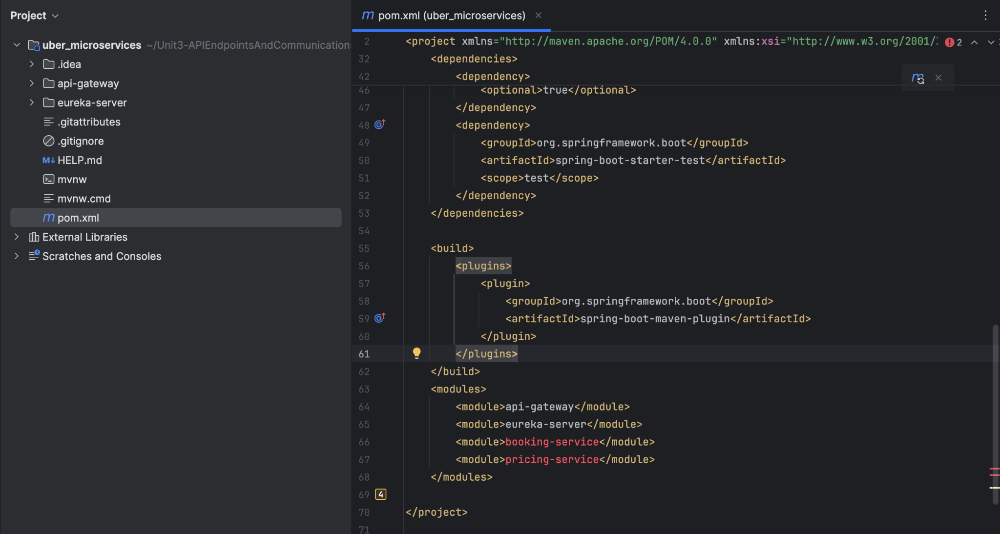 Project
uber_microservices ~/Unit3-APIEndpointsAndCommunication
.idea
api-gateway
eureka-server
.gitattributes
.gitignore
M↓ HELP.md
mvnw
mvnw.cmd
m pom.xml
External Libraries
Scratches and Consoles
m pom.xml (uber_microservices)
2 <project xmlns="http://maven.apache.org/POM/4.0.0" xmlns:xsi="http://www.w3.org/2001/ 2
32 <dependencies>
42 <dependency>
46 <optional>true</optional>
47 </dependency>
48 <dependency>
49 <groupId>org.springframework.boot</groupId>
50 <artifactId>spring-boot-starter-test</artifactId>
51 <scope>test</scope>
52 </dependency>
53 </dependencies>
54
55 <build>
56 <plugins>
57 <plugin>
58 <groupId>org.springframework.boot</groupId>
59 <artifactId>spring-boot-maven-plugin</artifactId>
60 </plugin>
61 </plugins>
62 </build>
63 <modules>
64 <module>api-gateway</module>
65 <module>eureka-server</module>
66 <module>booking-service</module>
67 <module>pricing-service</module>
68 </modules>
69 4
70 </project>
71